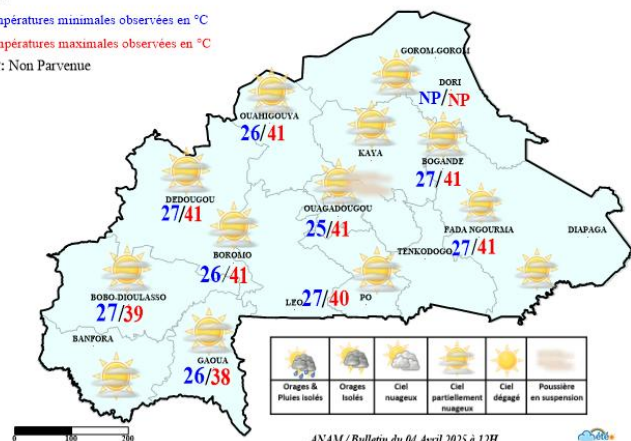 mpératures minimales observées en °C
mpératures maximales observées en °C
: Non Parvenue
GOROM-GOROM
DORI
NP/NP
OUAHIGOUYA
26/41
KAYA
BOGANDE
27/41
DEDOUGOU
27/41
OUAGADOUGOU
25/41
FADA NGOURMA
27/41
DIAPAGA
BOROMO
26/41
TENKODOGO
BOBO-DIOULASSO
27/39
LEO
27/40
PO
BANFORA
GAOUA
26/38
Orages & Pluies isolés
Orages Isolés
Ciel nuageux
Ciel partiellement nuageux
Ciel dégagé
Poussière en suspension
0 100 200
ANAM / Bulletin du 04 Avril 2025 à 12H